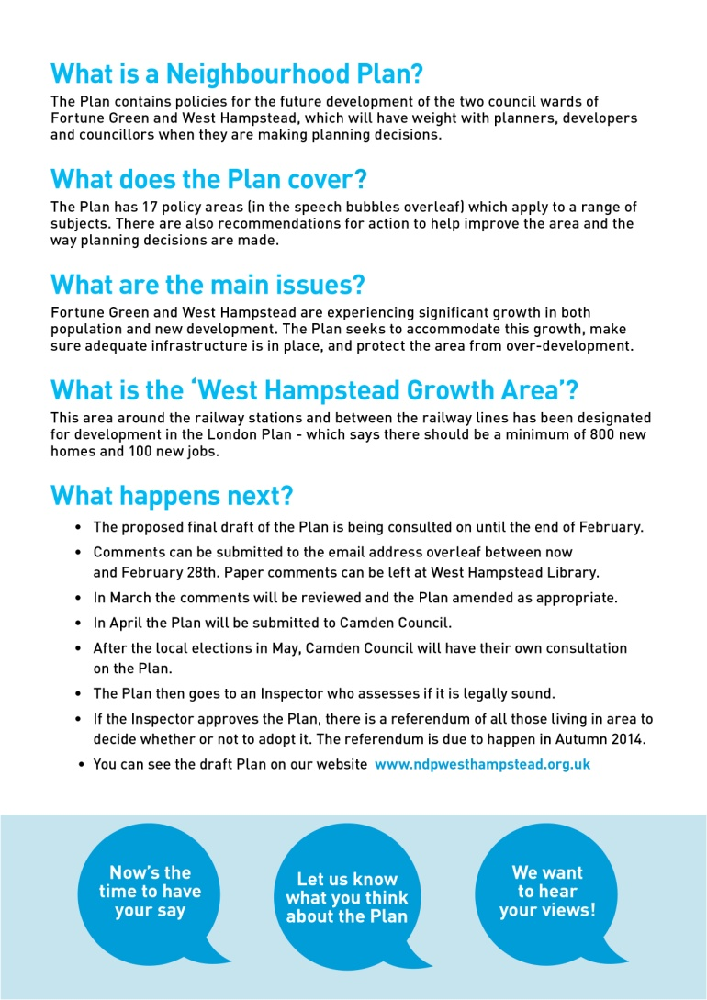 What is a Neighbourhood Plan?
The Plan contains policies for the future development of the two council wards of
Fortune Green and West Hampstead, which will have weight with planners, developers
and councillors when they are making planning decisions.
What does the Plan cover?
The Plan has 17 policy areas (in the speech bubbles overleaf) which apply to a range of
subjects. There are also recommendations for action to help improve the area and the
way planning decisions are made.
What are the main issues?
Fortune Green and West Hampstead are experiencing significant growth in both
population and new development. The Plan seeks to accommodate this growth, make
sure adequate infrastructure is in place, and protect the area from over-development.
What is the ‘West Hampstead Growth Area’?
This area around the railway stations and between the railway lines has been designated
for development in the London Plan - which says there should be a minimum of 800 new
homes and 100 new jobs.
What happens next?
• The proposed final draft of the Plan is being consulted on until the end of February.
• Comments can be submitted to the email address overleaf between now
and February 28th. Paper comments can be left at West Hampstead Library.
• In March the comments will be reviewed and the Plan amended as appropriate.
• In April the Plan will be submitted to Camden Council.
• After the local elections in May, Camden Council will have their own consultation
on the Plan.
• The Plan then goes to an Inspector who assesses if it is legally sound.
• If the Inspector approves the Plan, there is a referendum of all those living in area to
decide whether or not to adopt it. The referendum is due to happen in Autumn 2014.
• You can see the draft Plan on our website www.ndpwesthampstead.org.uk
Now’s the
time to have
your say
Let us know
what you think
about the Plan
We want
to hear
your views!